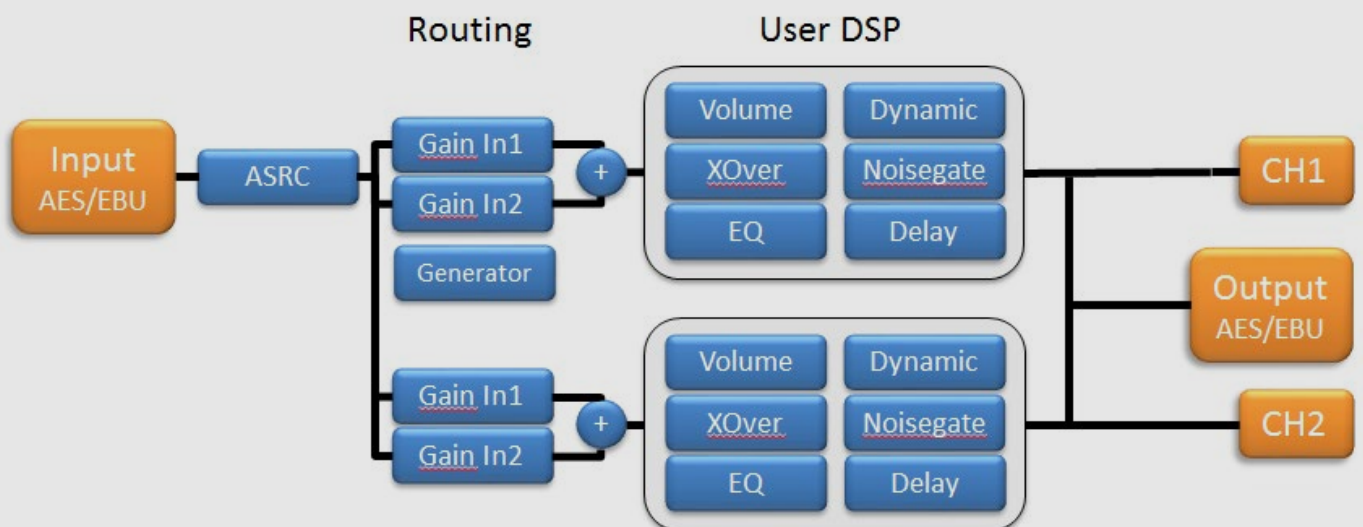 Routing
User DSP
Input
AES/EBU
ASRC
Gain In1
Gain In2
Generator
Volume
Dynamic
XOver
Noisegate
EQ
Delay
CH1
Output
AES/EBU
Gain In1
Gain In2
Volume
Dynamic
XOver
Noisegate
EQ
Delay
CH2
+
+